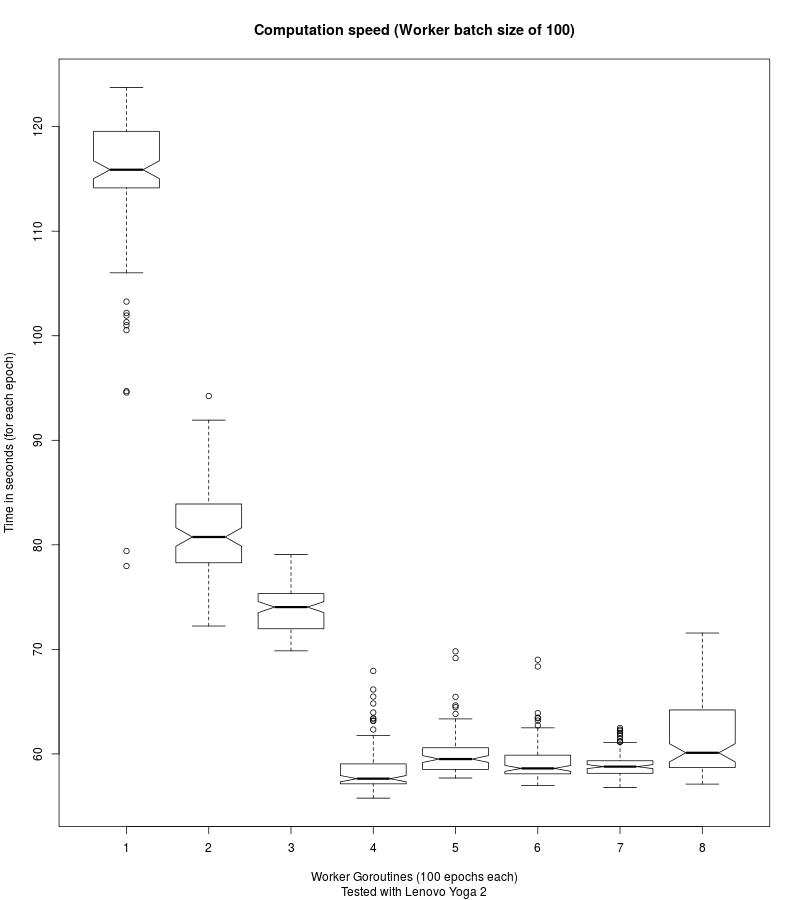 Computation speed (Worker batch size of 100)
Time in seconds (for each epoch)
120
110
100
90
80
70
60
1 2 3 4 5 6 7 8
Worker Goroutines (100 epochs each)
Tested with Lenovo Yoga 2